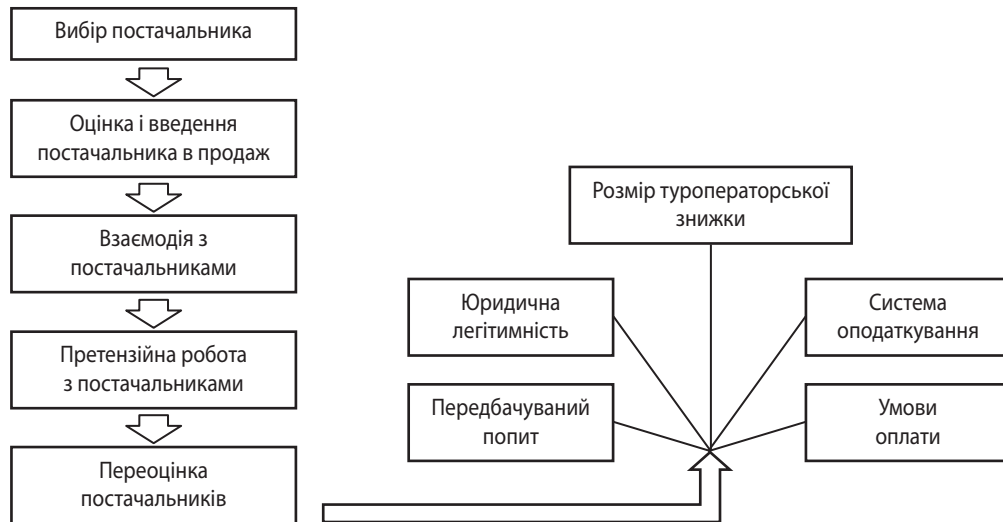 Вибір постачальника
Оцінка і введення
постачальника в продаж
Взаємодія з
постачальниками
Претензійна робота
з постачальниками
Переоцінка
постачальників
Розмір туроператорської
знижки
Юридична
легітимність
Система
оподаткування
Передбачуваний
попит
Умови
оплати